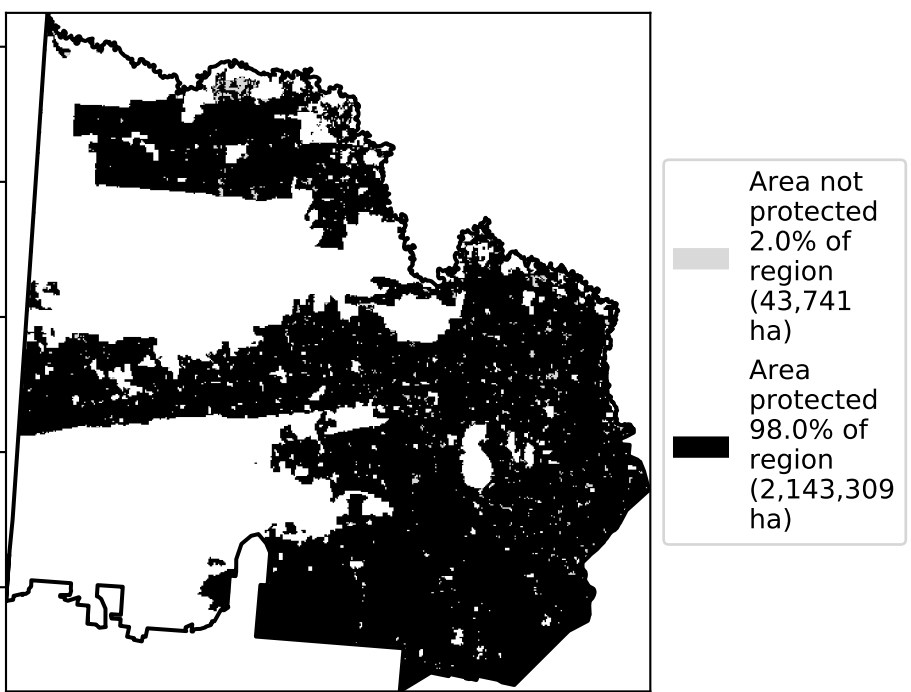 Area not
protected
2.0% of
region
(43,741
ha)
Area
protected
98.0% of
region
(2,143,309
ha)